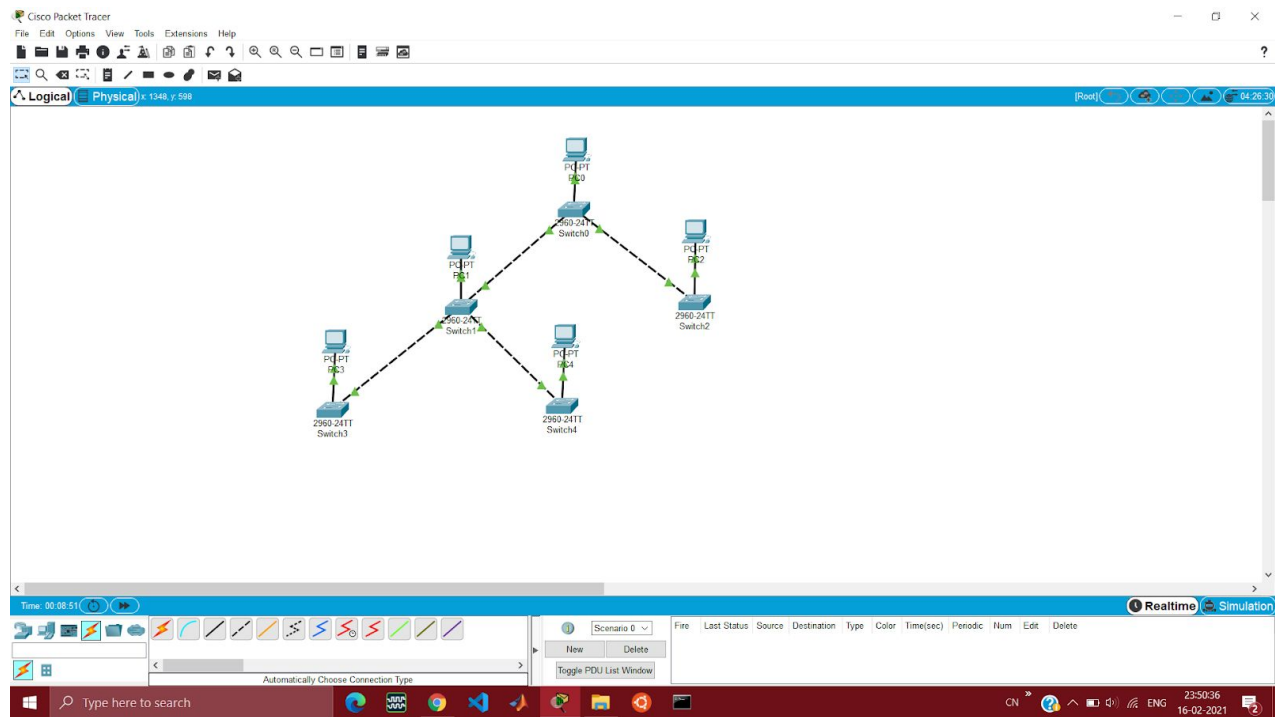 Cisco Packet Tracer
File Edit Options View Tools Extensions Help
?
Logical Physical x: 1348, y: 598 [Root] 04:26:30
PC-PT
PC0
2960-24TT
Switch0
PC-PT
PC2
PC-PT
PC1
2960-24TT
Switch2
2960-24TT
Switch1
PC-PT
PC3
PC-PT
PC4
2960-24TT
Switch3
2960-24TT
Switch4
Time: 00:08:51 Realtime Simulation
Scenario 0 Fire Last Status Source Destination Type Color Time(sec) Periodic Num Edit Delete
New Delete
Toggle PDU List Window
Automatically Choose Connection Type
Type here to search CN ENG 23:50:36
16-02-2021 2